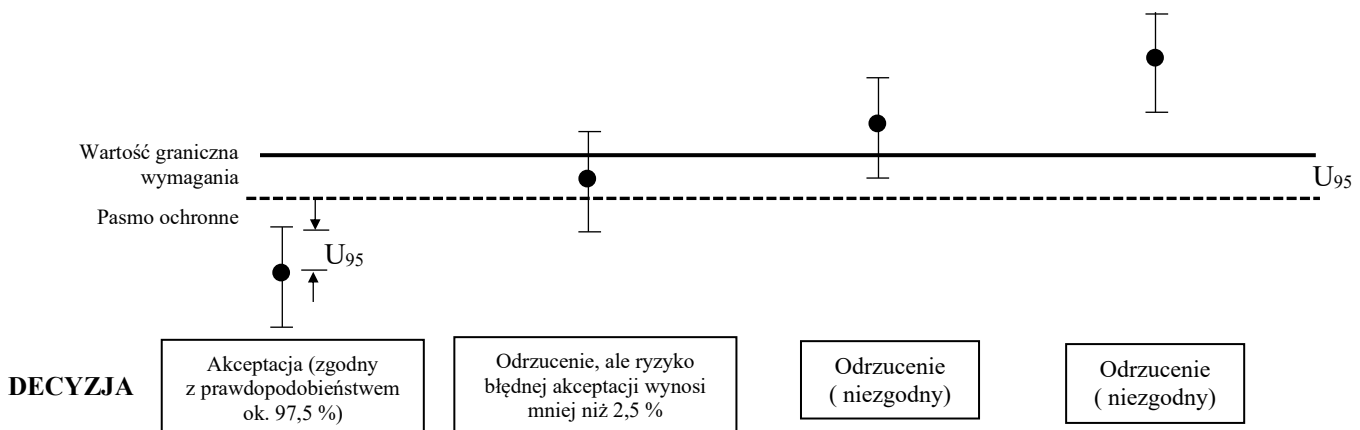 Wartość graniczna
wymagania
U95
Pasmo ochronne
U95
DECYZJA
Akceptacja (zgodny
z prawdopodobieństwem
ok. 97,5 %)
Odrzucenie, ale ryzyko
błędnej akceptacji wynosi
mniej niż 2,5 %
Odrzucenie
( niezgodny)
Odrzucenie
( niezgodny)